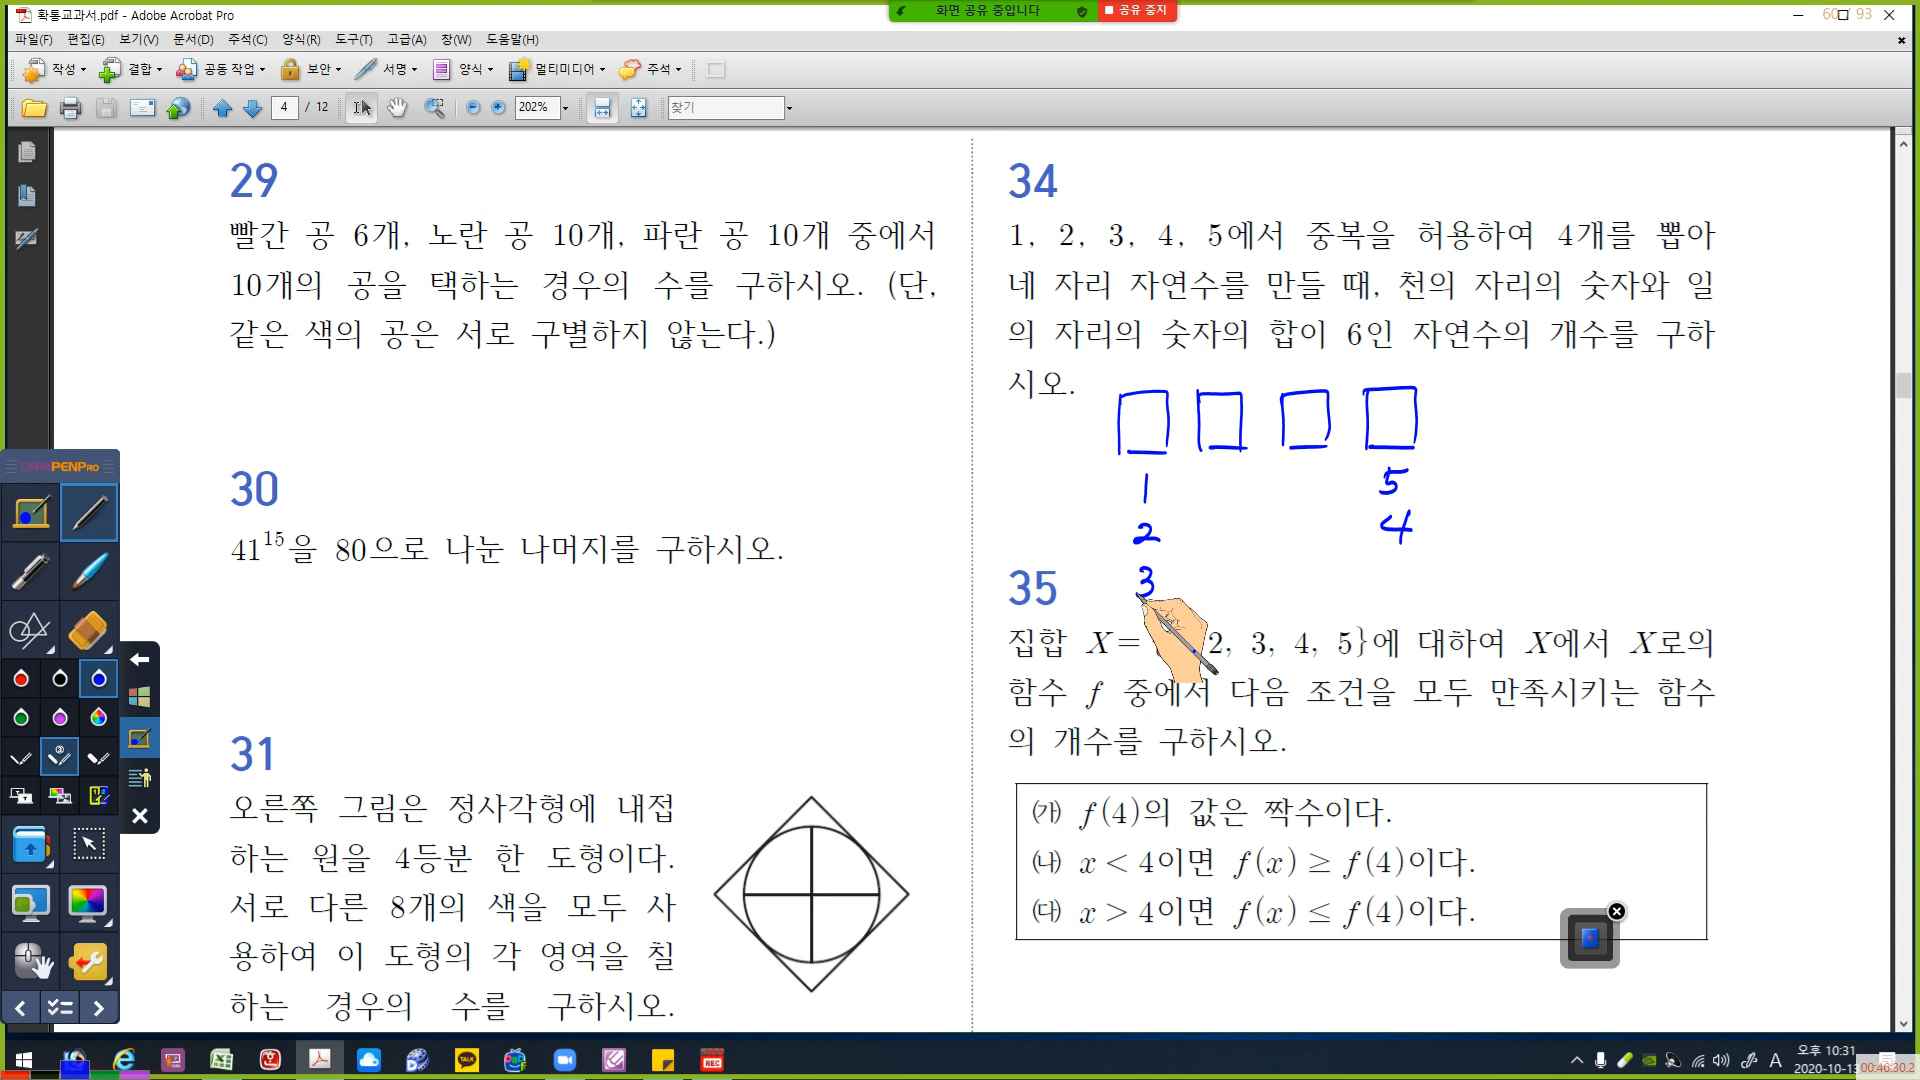 확통교과서.pdf - Adobe Acrobat Pro
화면 공유 중입니다
공유 중지
60 / 93
파일(F) 편집(E) 보기(V) 문서(D) 주석(C) 양식(R) 도구(T) 고급(A) 창(W) 도움말(H)
작성 결합 공동 작업 보안 서명 양식 멀티미디어 주석
4 / 12 202% 찾기
29
빨간 공 6개, 노란 공 10개, 파란 공 10개 중에서
10개의 공을 택하는 경우의 수를 구하시오. (단,
같은 색의 공은 서로 구별하지 않는다.)
30
41¹⁵을 80으로 나눈 나머지를 구하시오.
31
오른쪽 그림은 정사각형에 내접
하는 원을 4등분 한 도형이다.
서로 다른 8개의 색을 모두 사
용하여 이 도형의 각 영역을 칠
하는 경우의 수를 구하시오.
34
1, 2, 3, 4, 5에서 중복을 허용하여 4개를 뽑아
네 자리 자연수를 만들 때, 천의 자리의 숫자와 일
의 자리의 숫자의 합이 6인 자연수의 개수를 구하
시오.
1 5
2 4
3
35
집합 X= 2, 3, 4, 5}에 대하여 X에서 X로의
함수 f 중에서 다음 조건을 모두 만족시키는 함수
의 개수를 구하시오.
㈎ f(4)의 값은 짝수이다.
㈏ x < 4이면 f(x) ≥ f(4)이다.
㈐ x > 4이면 f(x) ≤ f(4)이다.
CARAPENPRO
TALK
REC
A
오후 10:31
2020-10-13
00:46:30.2